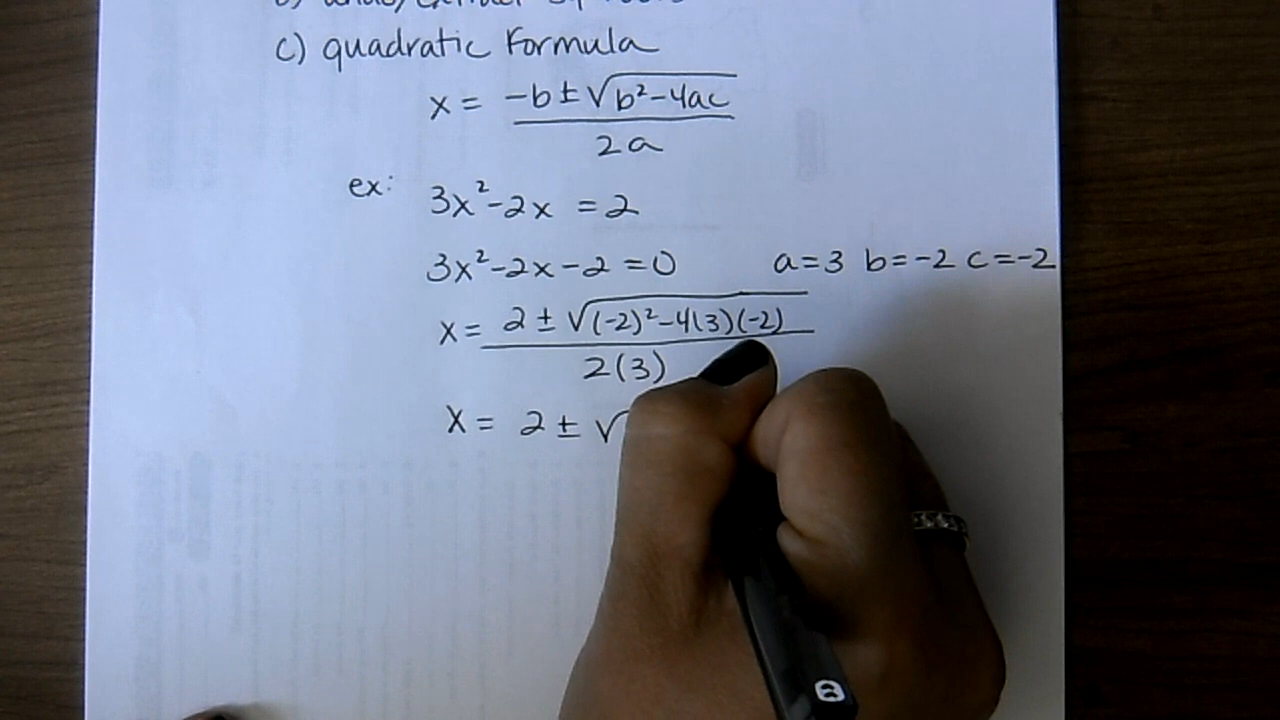 c) quadratic Formula
x = -b ± √b²-4ac
2a
ex: 3x²-2x = 2
3x²-2x-2 = 0 a=3 b=-2 c=-2
x = 2 ± √(-2)²-4(3)(-2)
2(3)
x = 2 ± √